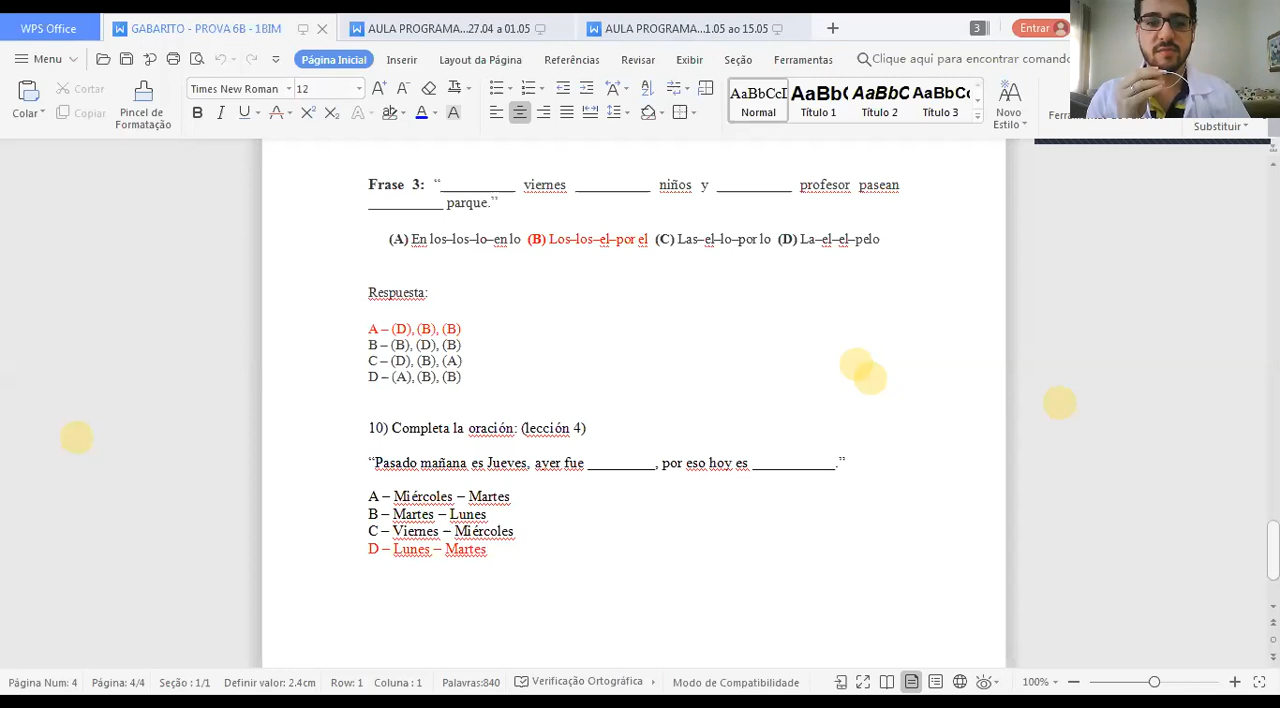 WPS Office
GABARITO - PROVA 6B - 1BIM
AULA PROGRAMA...27.04 a 01.05
AULA PROGRAMA...1.05 ao 15.05
3
Entrar
Menu
Página Inicial
Inserir
Layout da Página
Referências
Revisar
Exibir
Seção
Ferramentas
Clique aqui para encontrar comando
Colar
Cortar
Copiar
Pincel de
Formatação
Times New Roman
12
AaBbCcD
Normal
AaBb
Título 1
AaBbC
Título 2
AaBbCc
Título 3
Novo
Estilo
Ferra
Substituir
Frase 3: “__________ viernes __________ niños y __________ profesor pasean
__________ parque.”
(A) En los–los–lo–en lo (B) Los–los–el–por el (C) Las–el–lo–por lo (D) La–el–el–pelo
Respuesta:
A – (D), (B), (B)
B – (B), (D), (B)
C – (D), (B), (A)
D – (A), (B), (B)
10) Completa la oración: (lección 4)
“Pasado mañana es Jueves, ayer fue _________, por eso hoy es ___________.”
A – Miércoles – Martes
B – Martes – Lunes
C – Viernes – Miércoles
D – Lunes – Martes
Página Num: 4 Página: 4/4 Seção : 1/1 Definir valor: 2.4cm Row: 1 Coluna : 1 Palavras:840 Verificação Ortográfica Modo de Compatibilidade 100%